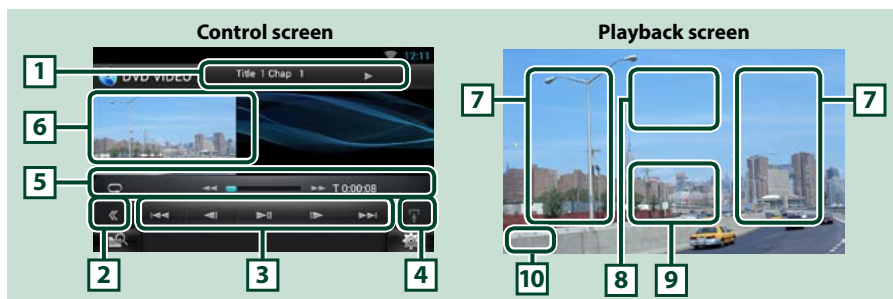 Control screen
Playback screen
12:11
DVD VIDEO
Title 1 Chap 1
1
6
5
T 0:00:08
2
3
4
7
7
8
9
10